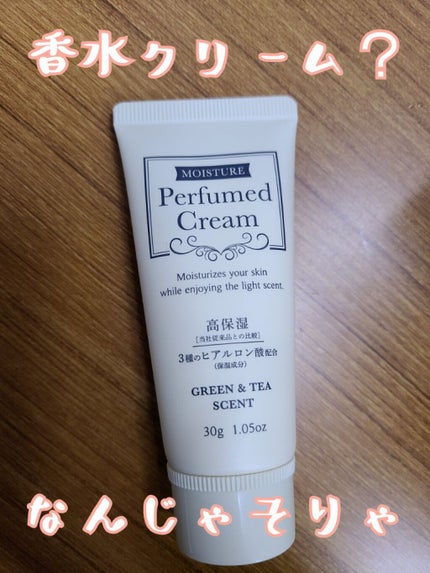 香水クリーム?
MOISTURE
Perfumed
Cream
Moisturizes your skin
while enjoying the light scent.
高保湿
[当社従来品との比較]
3種のヒアルロン酸配合
(保湿成分)
GREEN & TEA
SCENT
30g 1.05oz
なんじゃそりゃ